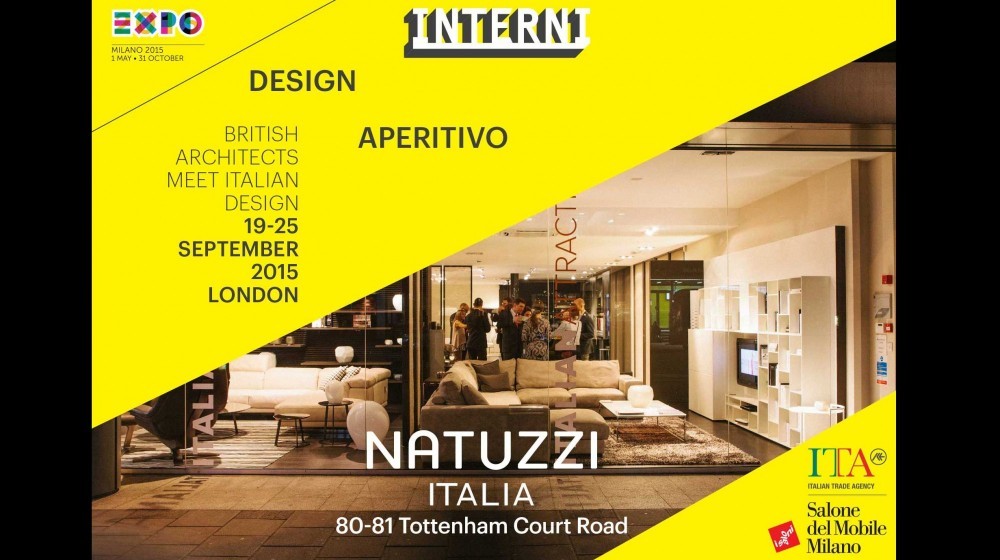 EXPO
MILANO 2015
1 MAY • 31 OCTOBER
INTERNI
DESIGN
APERITIVO
BRITISH
ARCHITECTS
MEET ITALIAN
DESIGN
19-25
SEPTEMBER
2015
LONDON
NATUZZI
ITALIA
80-81 Tottenham Court Road
ITA
ITALIAN TRADE AGENCY
Salone
del Mobile
Milano